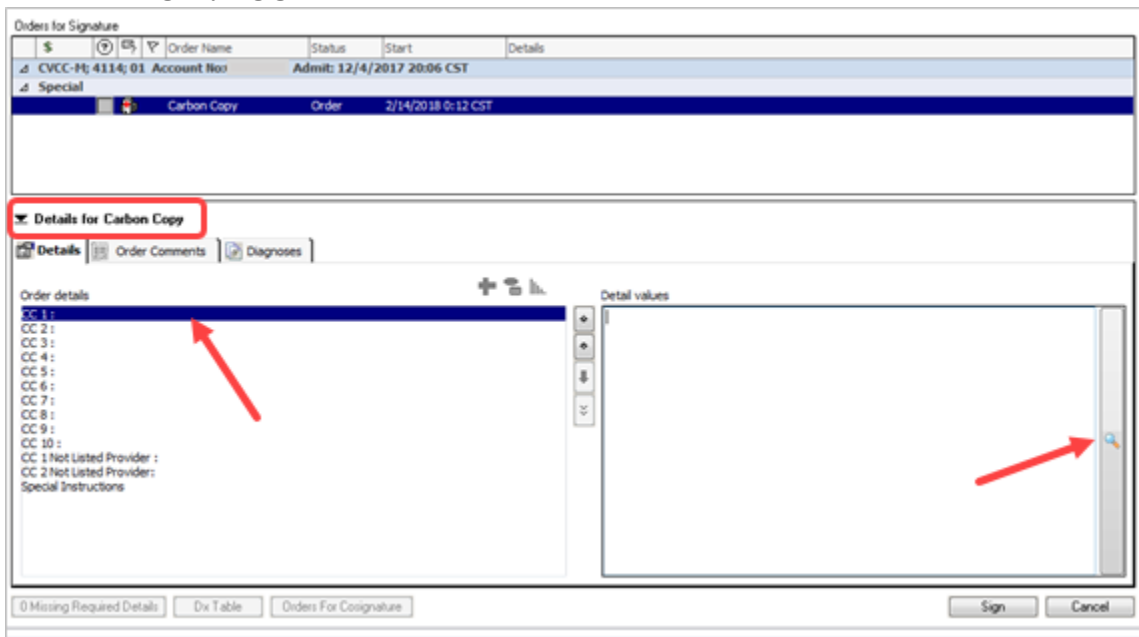 Orders for Signature
$ Order Name Status Start Details
CVCC-M; 4114; 01 Account No: Admit: 12/4/2017 20:06 CST
Special
Carbon Copy Order 2/14/2018 0:12 CST
Details for Carbon Copy
Details Order Comments Diagnoses
Order details Detail values
CC 1 :
CC 2 :
CC 3 :
CC 4 :
CC 5 :
CC 6 :
CC 7 :
CC 8 :
CC 9 :
CC 10 :
CC 1 Not Listed Provider :
CC 2 Not Listed Provider:
Special Instructions
0 Missing Required Details Dx Table Orders For Cosignature Sign Cancel